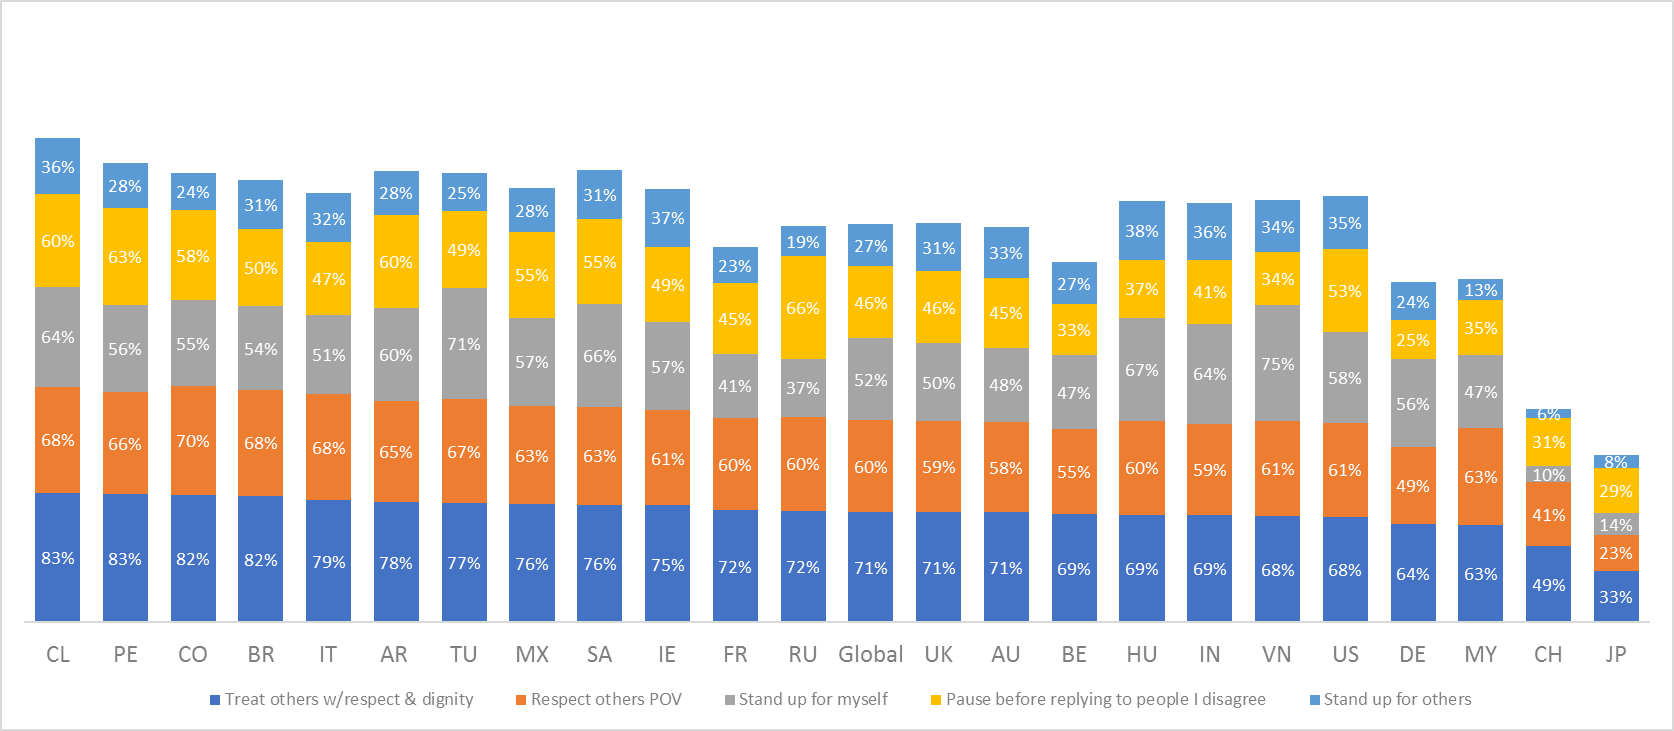 36% 28% 24% 31% 32% 28% 25% 28% 31% 37% 23% 19% 27% 31% 33% 27% 38% 36% 34% 35% 24% 13% 6% 8%
60% 63% 58% 50% 47% 60% 49% 55% 55% 49% 45% 66% 46% 46% 45% 33% 37% 41% 34% 53% 25% 35% 31% 29%
64% 56% 55% 54% 51% 60% 71% 57% 66% 57% 41% 37% 52% 50% 48% 47% 67% 64% 75% 58% 56% 47% 10% 14%
68% 66% 70% 68% 68% 65% 67% 63% 63% 61% 60% 60% 60% 59% 58% 55% 60% 59% 61% 61% 49% 63% 41% 23%
83% 83% 82% 82% 79% 78% 77% 76% 76% 75% 72% 72% 71% 71% 71% 69% 69% 69% 68% 68% 64% 63% 49% 33%
CL PE CO BR IT AR TU MX SA IE FR RU Global UK AU BE HU IN VN US DE MY CH JP
Treat others w/respect & dignity Respect others POV Stand up for myself Pause before replying to people I disagree Stand up for others